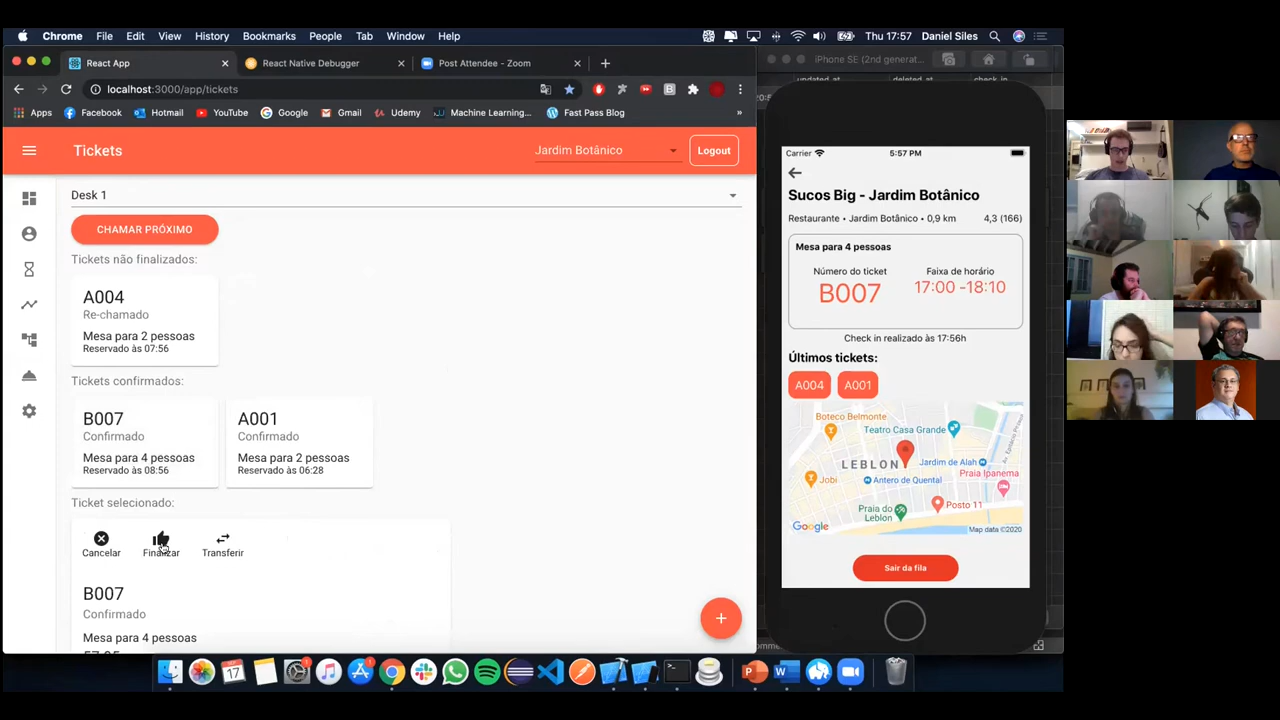 Chrome File Edit View History Bookmarks People Tab Window Help
Thu 17:57 Daniel Siles
React App
React Native Debugger
Post Attendee - Zoom
iPhone SE (2nd generat...
updated_at deleted_at check_in
localhost:3000/app/tickets
Apps Facebook Hotmail YouTube Google Gmail Udemy Machine Learning... Fast Pass Blog »
Tickets
Jardim Botânico
Logout
Desk 1
CHAMAR PRÓXIMO
Tickets não finalizados:
A004
Re-chamado
Mesa para 2 pessoas
Reservado às 07:56
Tickets confirmados:
B007
Confirmado
Mesa para 4 pessoas
Reservado às 08:56
A001
Confirmado
Mesa para 2 pessoas
Reservado às 06:28
Ticket selecionado:
Cancelar Finalizar Transferir
B007
Confirmado
Mesa para 4 pessoas
+
Carrier 5:57 PM
Sucos Big - Jardim Botânico
Restaurante • Jardim Botânico • 0,9 km 4,3 (166)
Mesa para 4 pessoas
Número do ticket
B007
Faixa de horário
17:00 -18:10
Check in realizado às 17:56h
Últimos tickets:
A004 A001
Boteco Belmonte
Teatro Casa Grande
LEBLON
Jardim de Alah
Praia Ipanema
Jobi
Antero de Quental
Posto 11
Praia do
Leblon
Google
Map data ©2020
Sair da fila